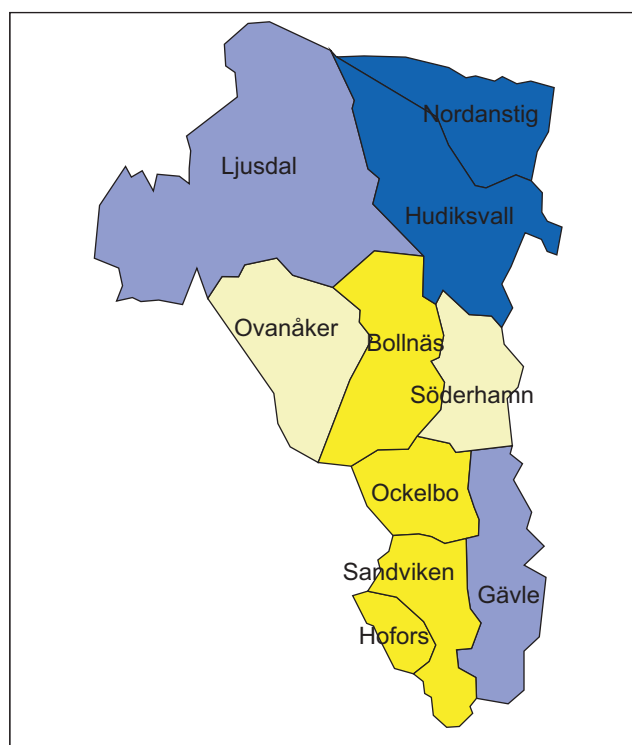 Nordanstig
Ljusdal
Hudiksvall
Ovanåker
Bollnäs
Söderhamn
Ockelbo
Sandviken
Gävle
Hofors